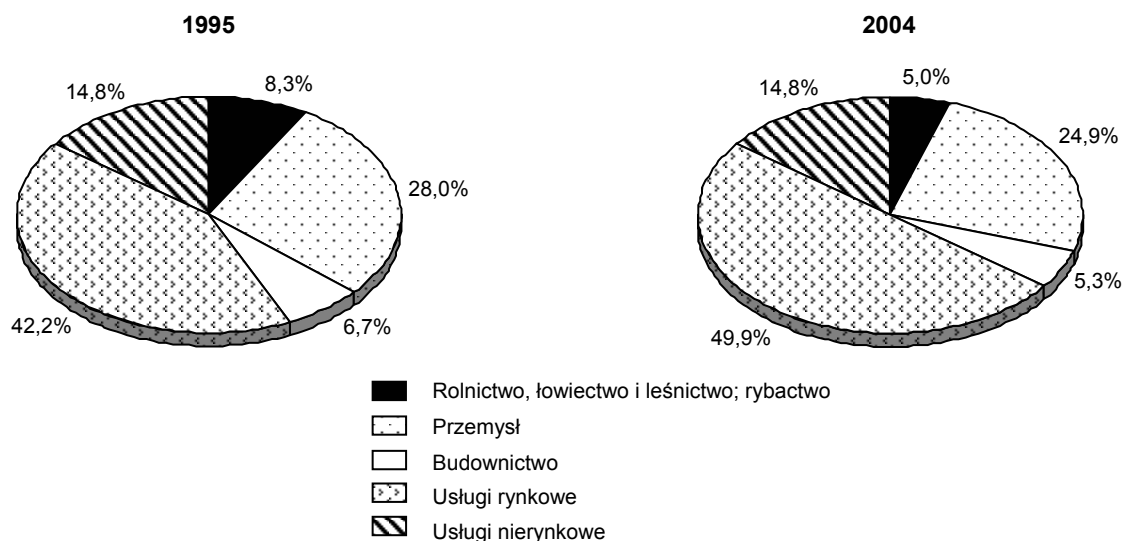 1995
8,3%
28,0%
6,7%
42,2%
14,8%
2004
5,0%
24,9%
5,3%
49,9%
14,8%
Rolnictwo, łowiectwo i leśnictwo; rybactwo
Przemysł
Budownictwo
Usługi rynkowe
Usługi nierynkowe